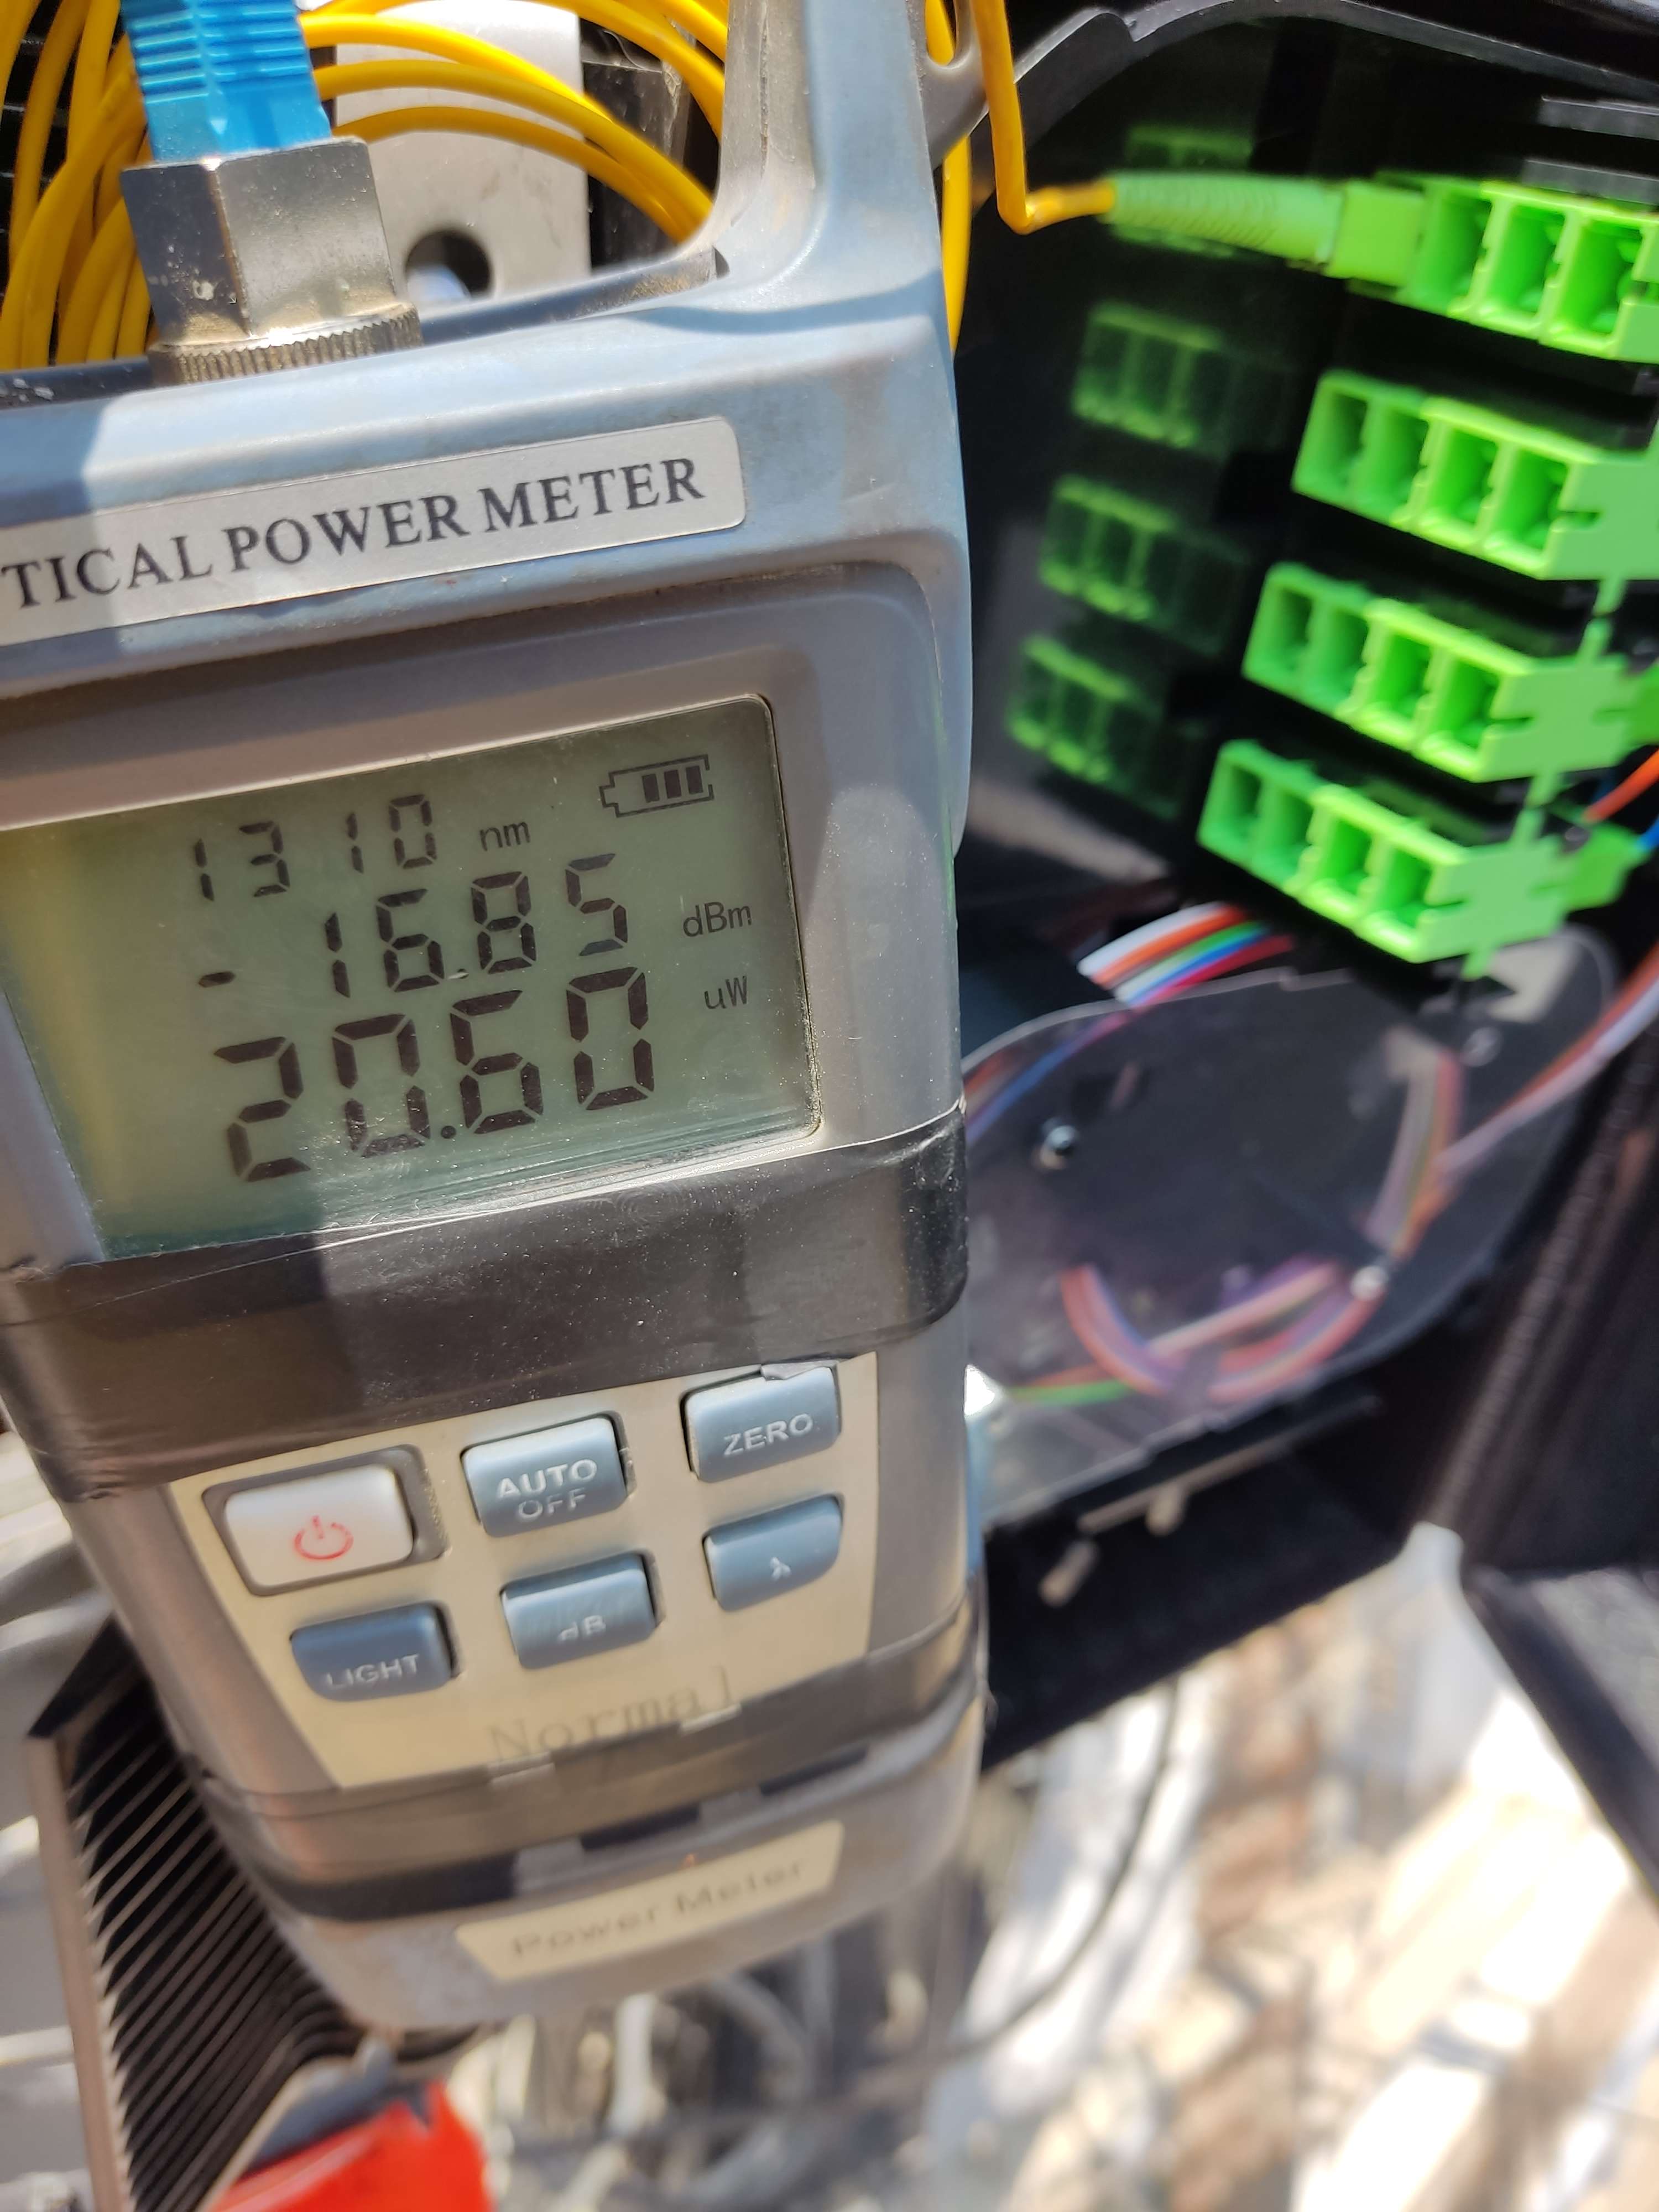 TICAL POWER METER
1310 nm
-16.85 dBm
20.60 uW
ZERO
AUTO
OFF
λ
dB
LIGHT
Normal
Power Meter